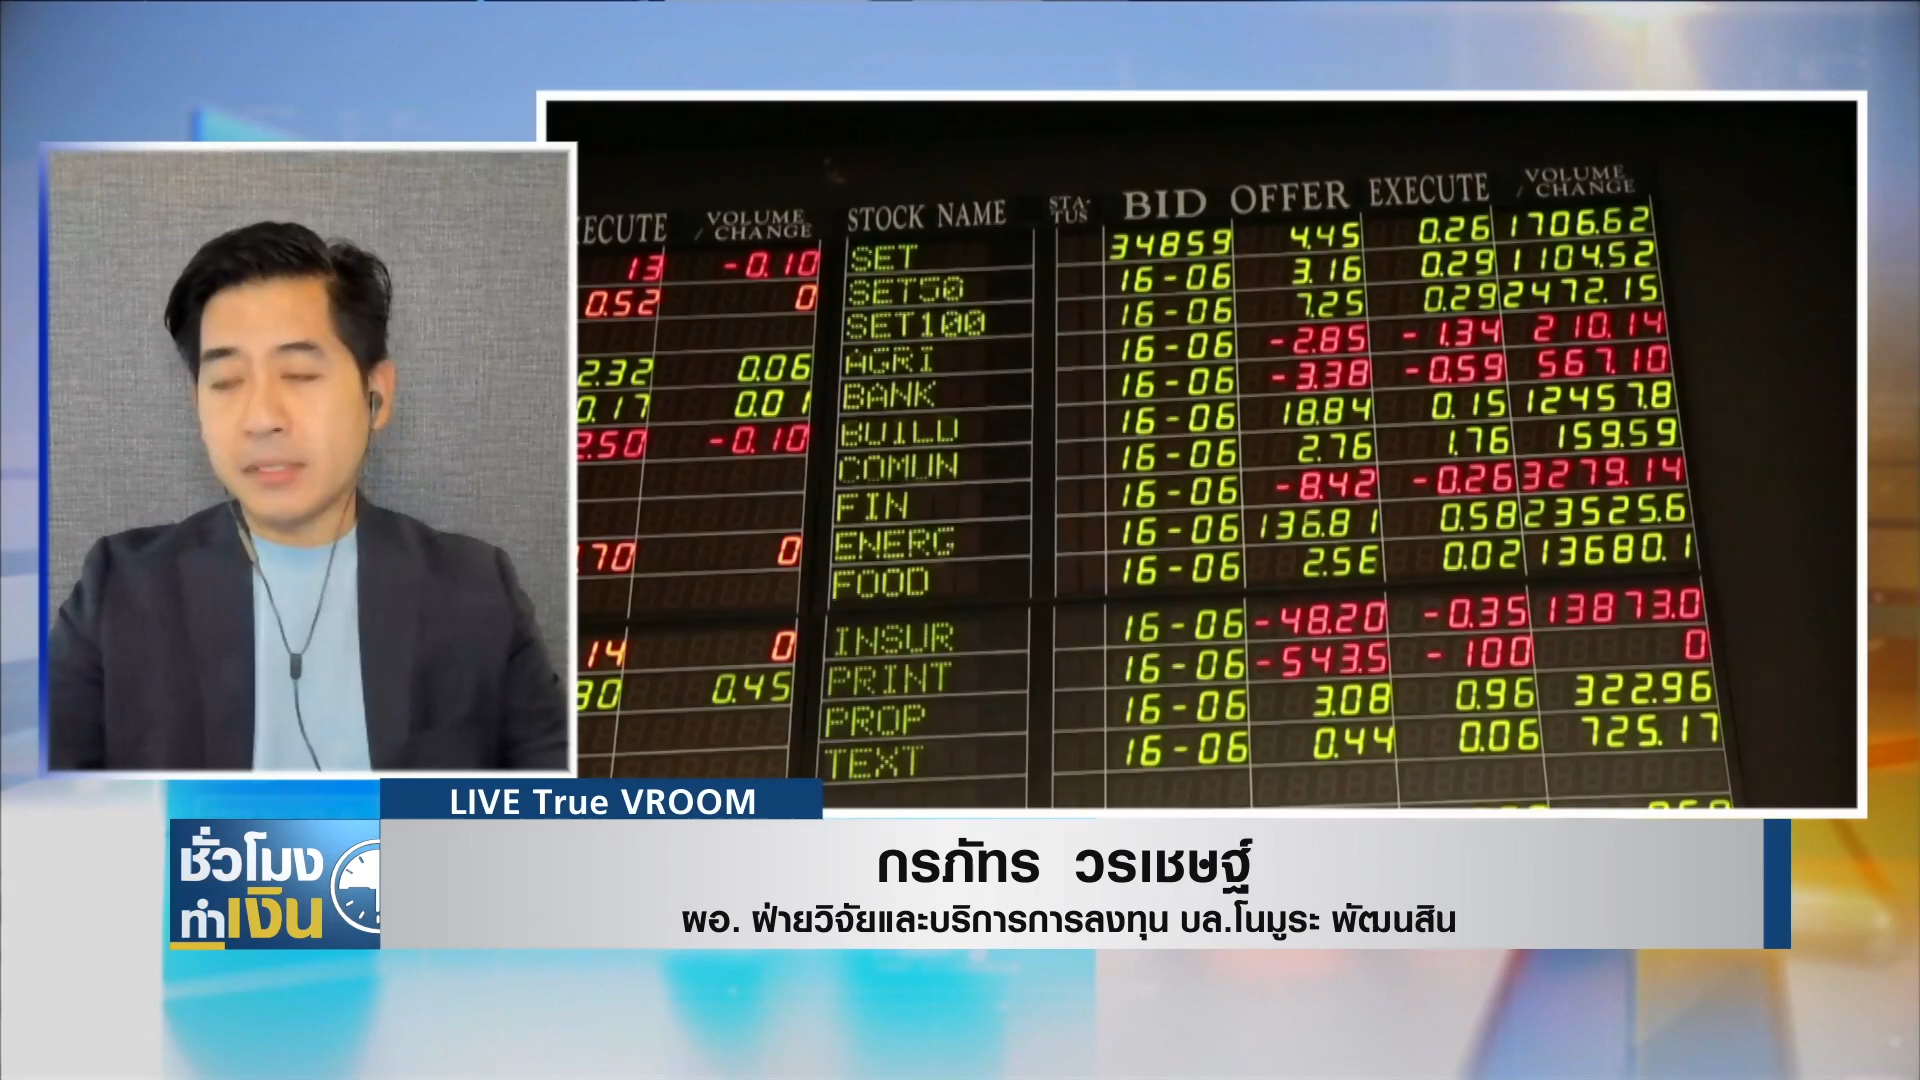 ECUTE VOLUME / CHANGE STOCK NAME STA-TUS BID OFFER EXECUTE VOLUME / CHANGE
13 -0.10 SET 34859 4.45 0.26 1706.62
0.52 0 SET50 16-06 3.16 0.29 1104.52
SET100 16-06 7.25 0.29 2472.15
2.32 0.06 AGRI 16-06 -2.85 -1.34 210.14
0.17 0.01 BANK 16-06 -3.38 -0.59 567.10
2.50 -0.10 BUILD 16-06 18.84 0.15 12457.8
COMUN 16-06 2.76 1.76 159.59
FIN 16-06 -8.42 -0.26 3279.14
70 0 ENERG 16-06 136.81 0.58 23525.6
FOOD 16-06 0.02 13680.1
14 0 INSUR 16-06 -48.20 -0.35 13873.0
80 0.45 PRINT 16-06 -543.5 -100 0
PROP 16-06 3.08 0.96 322.96
TEXT 16-06 0.44 0.06 725.17
LIVE True VROOM
ชั่วโมง
ทำเงิน
กรภัทร วรเชษฐ์
ผอ. ฝ่ายวิจัยและบริการการลงทุน บล.โนมูระ พัฒนสิน